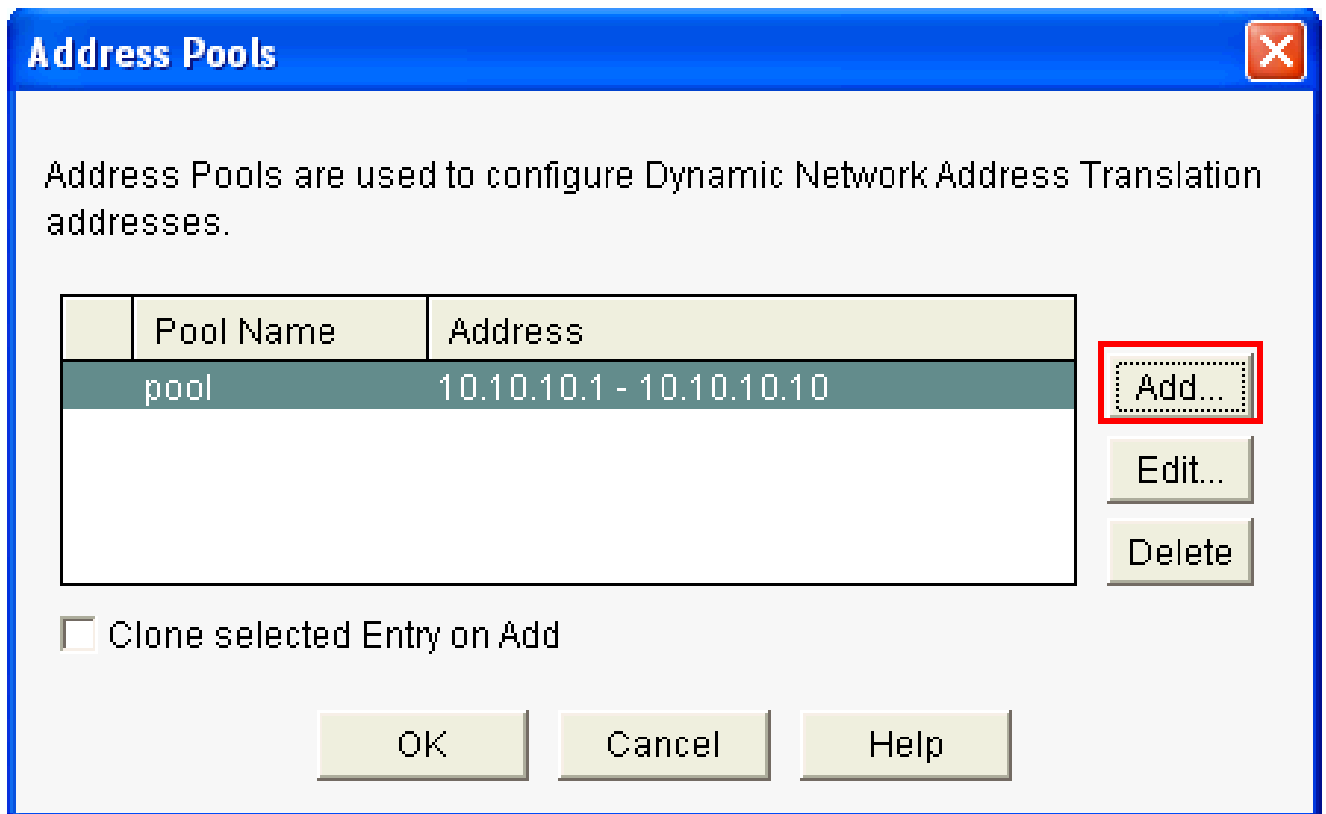 Address Pools
Address Pools are used to configure Dynamic Network Address Translation
addresses.
Pool Name Address
pool 10.10.10.1 - 10.10.10.10
Add...
Edit...
Delete
Clone selected Entry on Add
OK Cancel Help